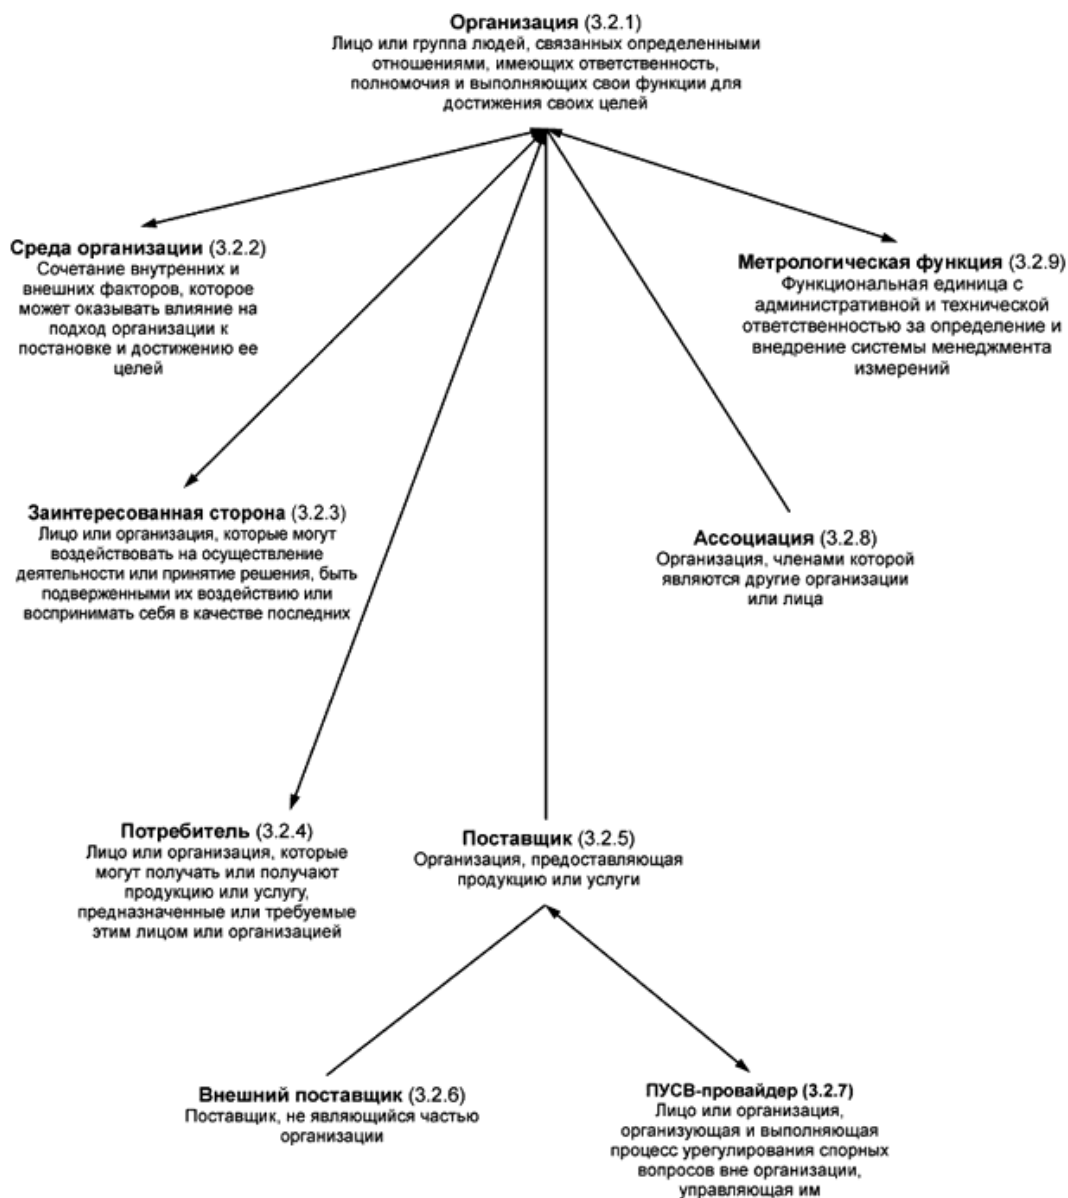 Организация (3.2.1)
Лицо или группа людей, связанных определенными
отношениями, имеющих ответственность,
полномочия и выполняющих свои функции для
достижения своих целей
Среда организации (3.2.2)
Сочетание внутренних и
внешних факторов, которое
может оказывать влияние на
подход организации к
постановке и достижению ее
целей
Метрологическая функция (3.2.9)
Функциональная единица с
административной и технической
ответственностью за определение и
внедрение системы менеджмента
измерений
Заинтересованная сторона (3.2.3)
Лицо или организация, которые могут
воздействовать на осуществление
деятельности или принятие решения, быть
подверженными их воздействию или
воспринимать себя в качестве последних
Ассоциация (3.2.8)
Организация, членами которой
являются другие организации
или лица
Потребитель (3.2.4)
Лицо или организация, которые
могут получать или получают
продукцию или услугу,
предназначенные или требуемые
этим лицом или организацией
Поставщик (3.2.5)
Организация, предоставляющая
продукцию или услуги
Внешний поставщик (3.2.6)
Поставщик, не являющийся частью
организации
ПУСВ-провайдер (3.2.7)
Лицо или организация,
организующая и выполняющая
процесс урегулирования спорных
вопросов вне организации,
управляющая им